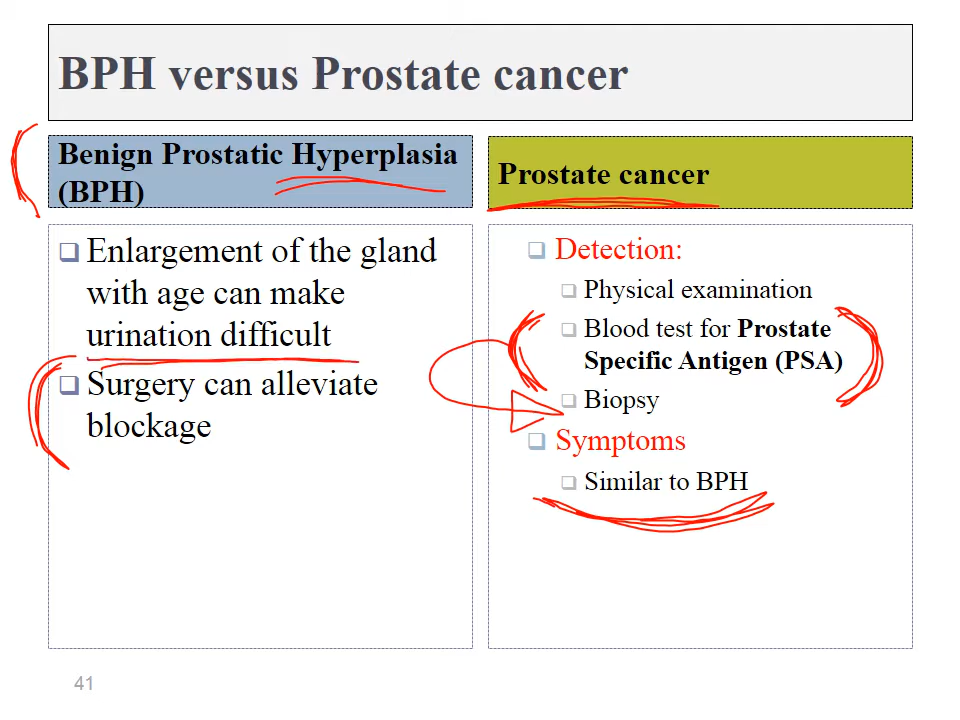 BPH versus Prostate cancer
Benign Prostatic Hyperplasia
(BPH)
Enlargement of the gland
with age can make
urination difficult
Surgery can alleviate
blockage
Prostate cancer
Detection:
Physical examination
Blood test for Prostate
Specific Antigen (PSA)
Biopsy
Symptoms
Similar to BPH
41